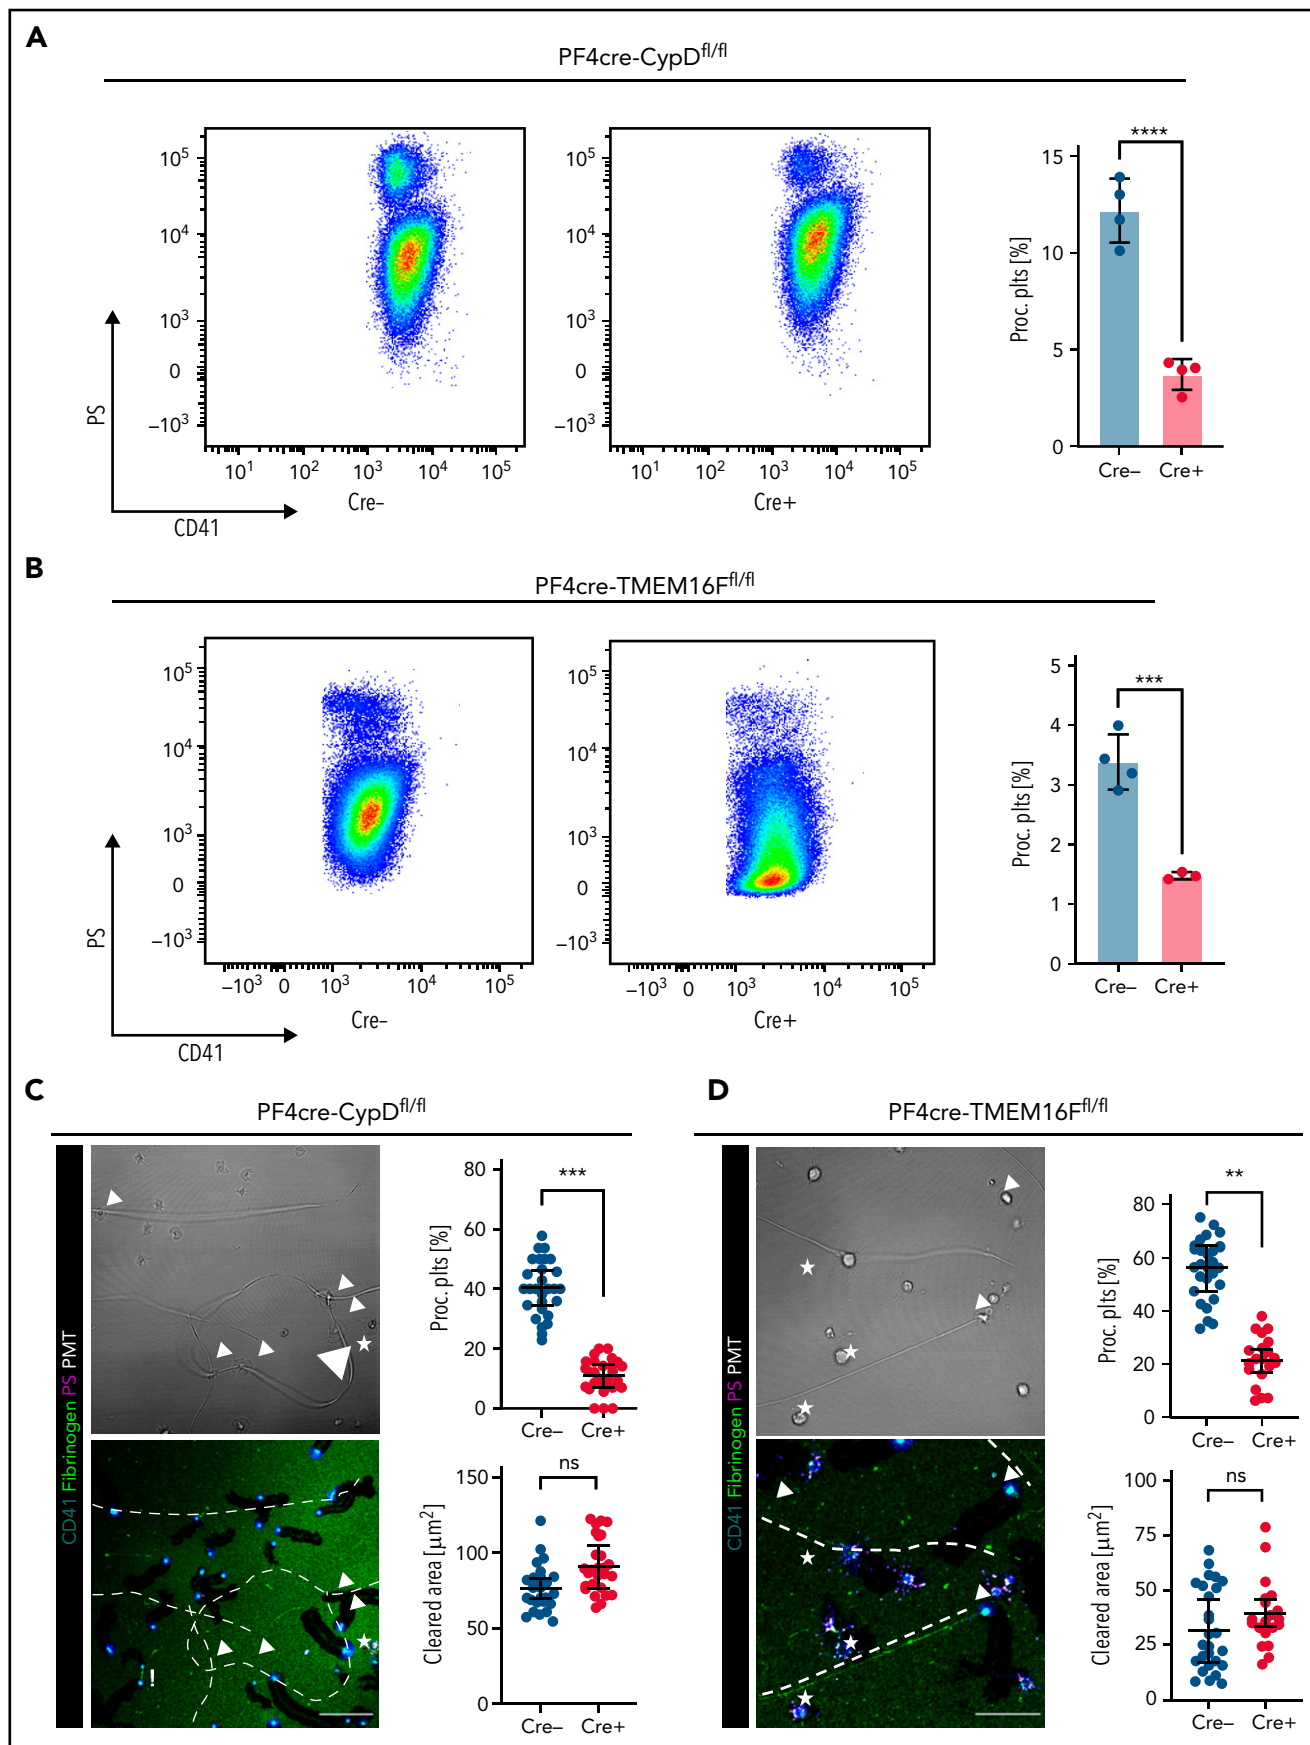 A
PF4cre-CypD^fl/fl
10^5
10^4
10^3
0
−10^3
10^1 10^2 10^3 10^4 10^5
Cre−
10^5
10^4
10^3
0
−10^3
10^1 10^2 10^3 10^4 10^5
Cre+
PS
CD41
****
Proc. plts [%]
15
10
5
0
Cre− Cre+
B
PF4cre-TMEM16F^fl/fl
10^5
10^4
10^3
0
−10^3
−10^3 0 10^3 10^4 10^5
Cre−
10^5
10^4
10^3
0
−10^3
−10^3 0 10^3 10^4 10^5
Cre+
PS
CD41
***
Proc. plts [%]
5
4
3
2
1
0
Cre− Cre+
C
PF4cre-CypD^fl/fl
CD41 Fibrinogen PS PMT
!
***
Proc. plts [%]
80
60
40
20
0
Cre− Cre+
ns
Cleared area [μm²]
150
100
50
0
Cre− Cre+
D
PF4cre-TMEM16F^fl/fl
CD41 Fibrinogen PS PMT
**
Proc. plts [%]
80
60
40
20
0
Cre− Cre+
ns
Cleared area [μm²]
100
75
50
25
0
Cre− Cre+